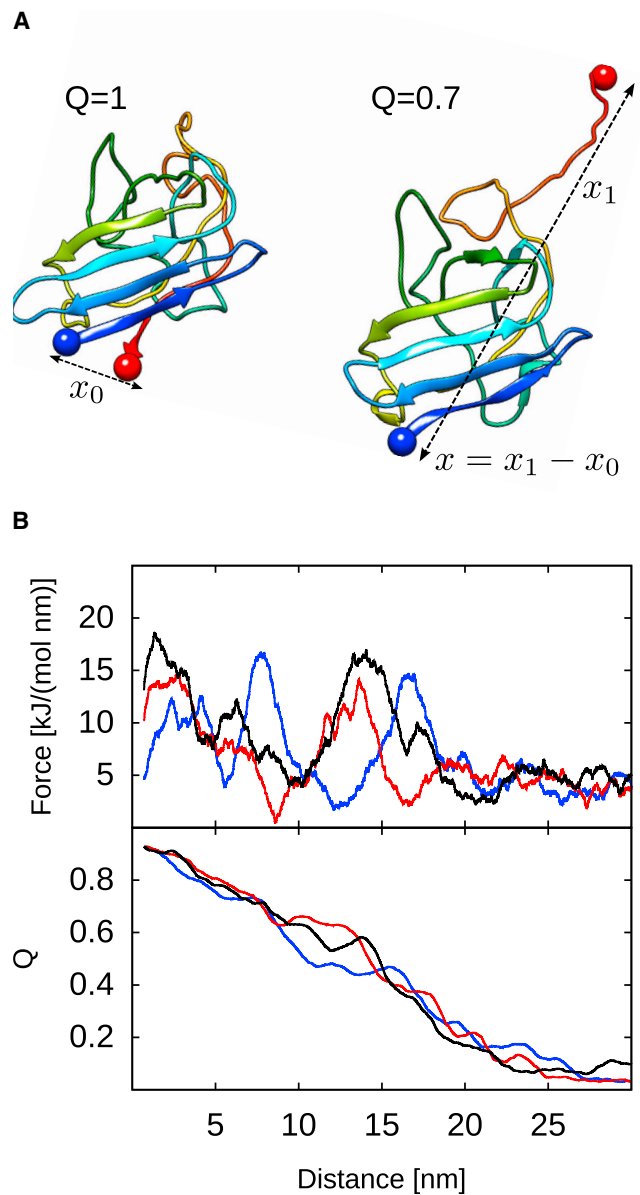 A
Q=1
Q=0.7
x₁
x₀
x = x₁ − x₀
B
Force [kJ/(mol nm)]
20
15
10
5
Q
0.8
0.6
0.4
0.2
5 10 15 20 25
Distance [nm]